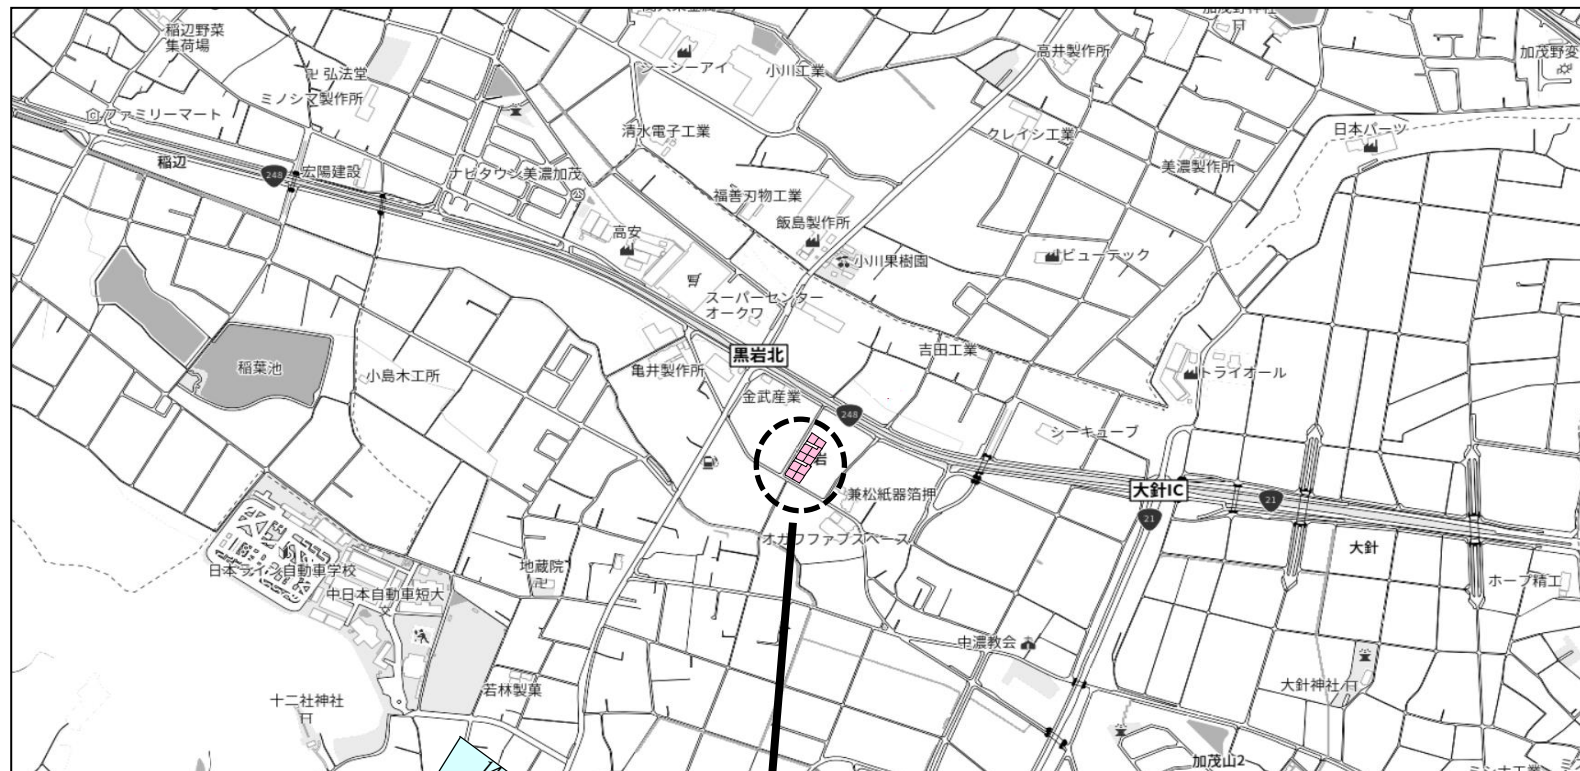 稲辺野菜
集荷場
加茂野神社
高井製作所
加茂野変
弘法堂
シーシーアイ
小川工業
ミノシマ製作所
ファミリーマート
清水電子工業
クレイシ工業
日本パーツ
稲辺
248
宏陽建設
ナビタウン美濃加茂
美濃製作所
福善刃物工業
飯島製作所
高安
小川果樹園
ビューテック
スーパーセンター
オークワ
黒岩北
吉田工業
稲葉池
小島木工所
亀井製作所
トライオール
金武産業
248
シーキューブ
岩
大針IC
21
21
兼松紙器箔押
オガワファブスペース
大針
日本ライン自動車学校
地蔵院
ホープ精工
中日本自動車短大
中濃教会
若林製菓
大針神社
十二社神社
加茂山2